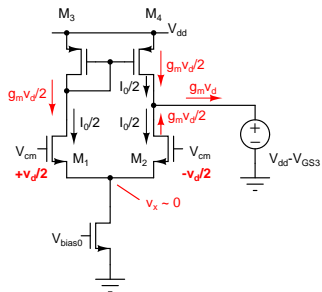 M3 M4
Vdd
gmvd/2
gmvd/2
I0/2
gmvd
I0/2 I0/2
gmvd/2
Vcm M1 M2 Vcm
+vd/2 -vd/2
Vdd-VGS3
vx ~ 0
Vbias0